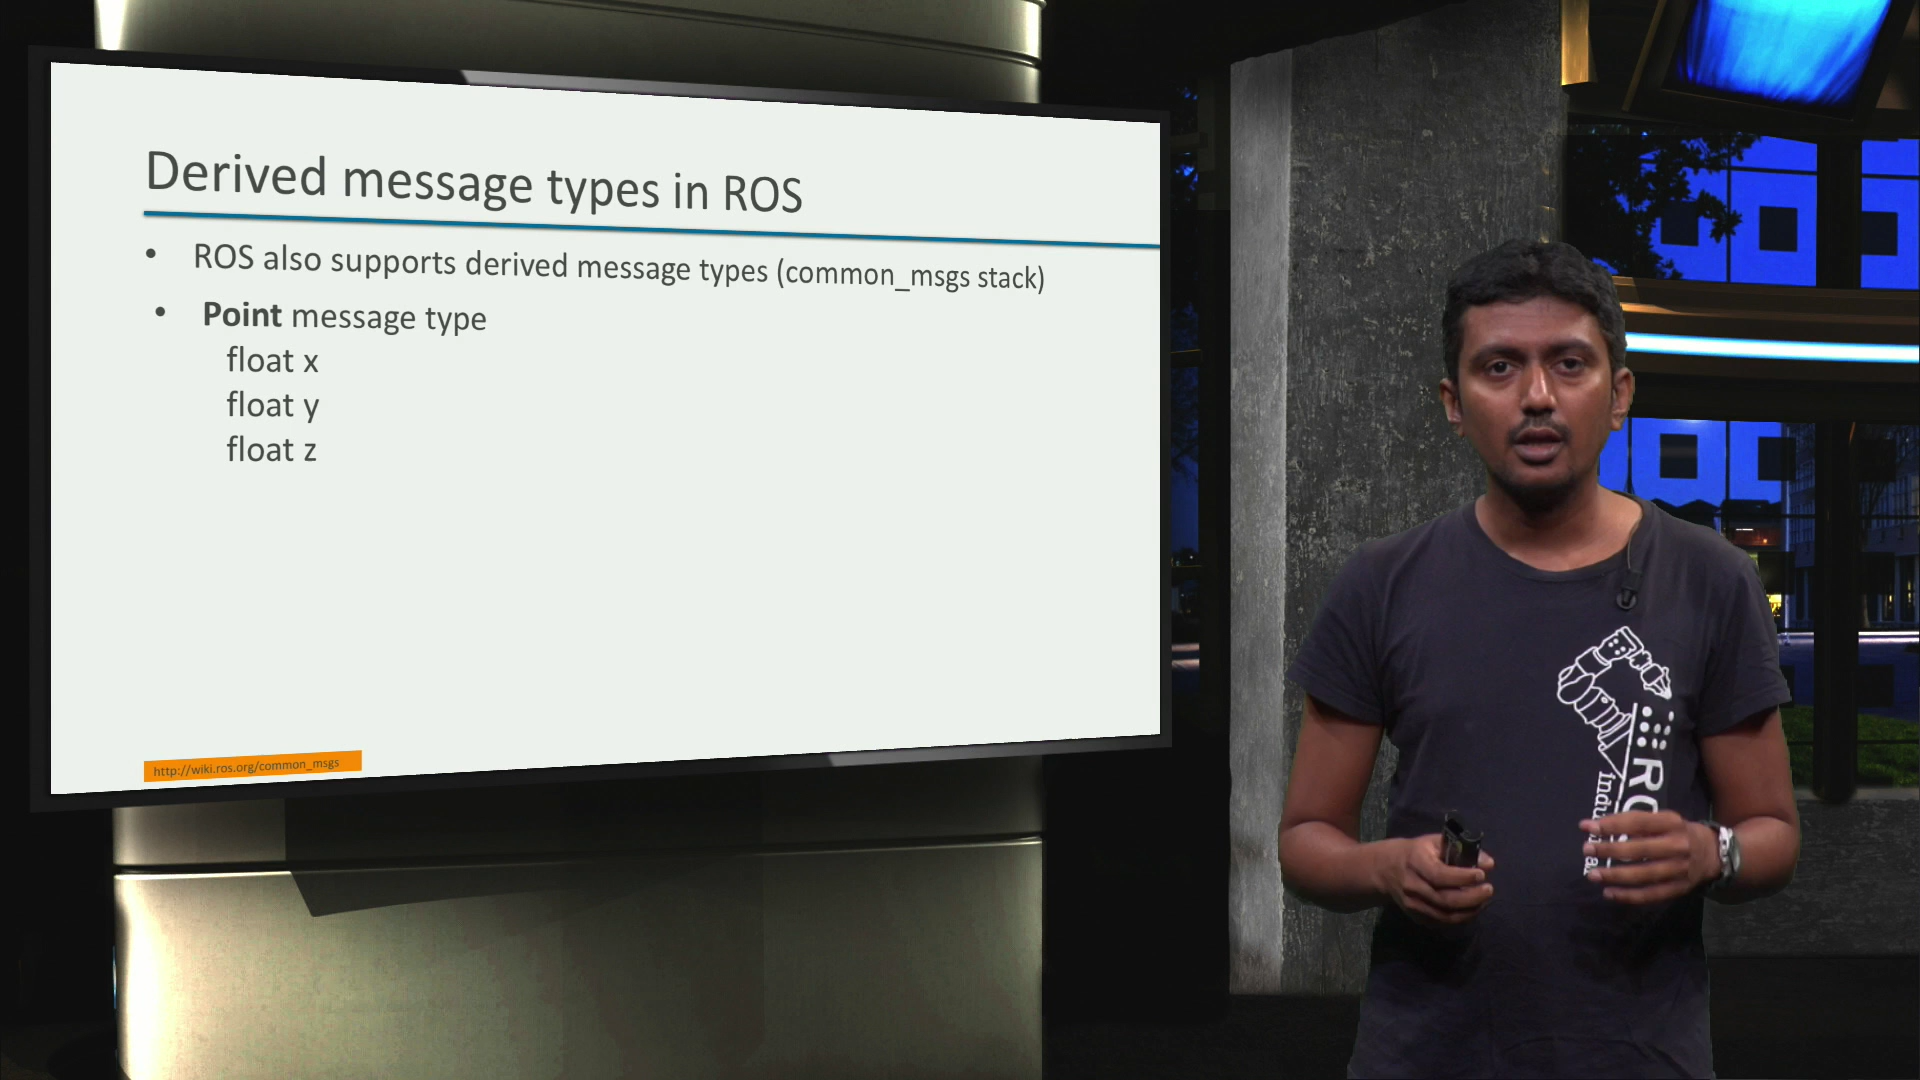 Derived message types in ROS
• ROS also supports derived message types (common_msgs stack)
• Point message type
float x
float y
float z
http://wiki.ros.org/common_msgs